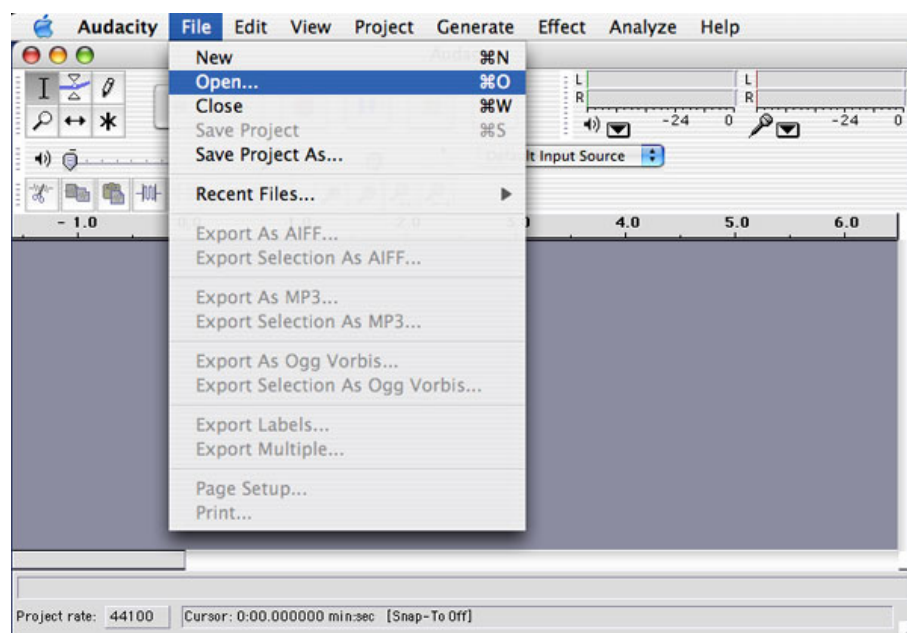 Audacity File Edit View Project Generate Effect Analyze Help
New ⌘N
Open... ⌘O
Close ⌘W
Save Project ⌘S
Save Project As...
Recent Files...
Export As AIFF...
Export Selection As AIFF...
Export As MP3...
Export Selection As MP3...
Export As Ogg Vorbis...
Export Selection As Ogg Vorbis...
Export Labels...
Export Multiple...
Page Setup...
Print...
L L
R R
-24 0 -24 0
Input Source
- 1.0 4.0 5.0 6.0
Project rate: 44100 Cursor: 0:00.000000 min:sec [Snap-To Off]